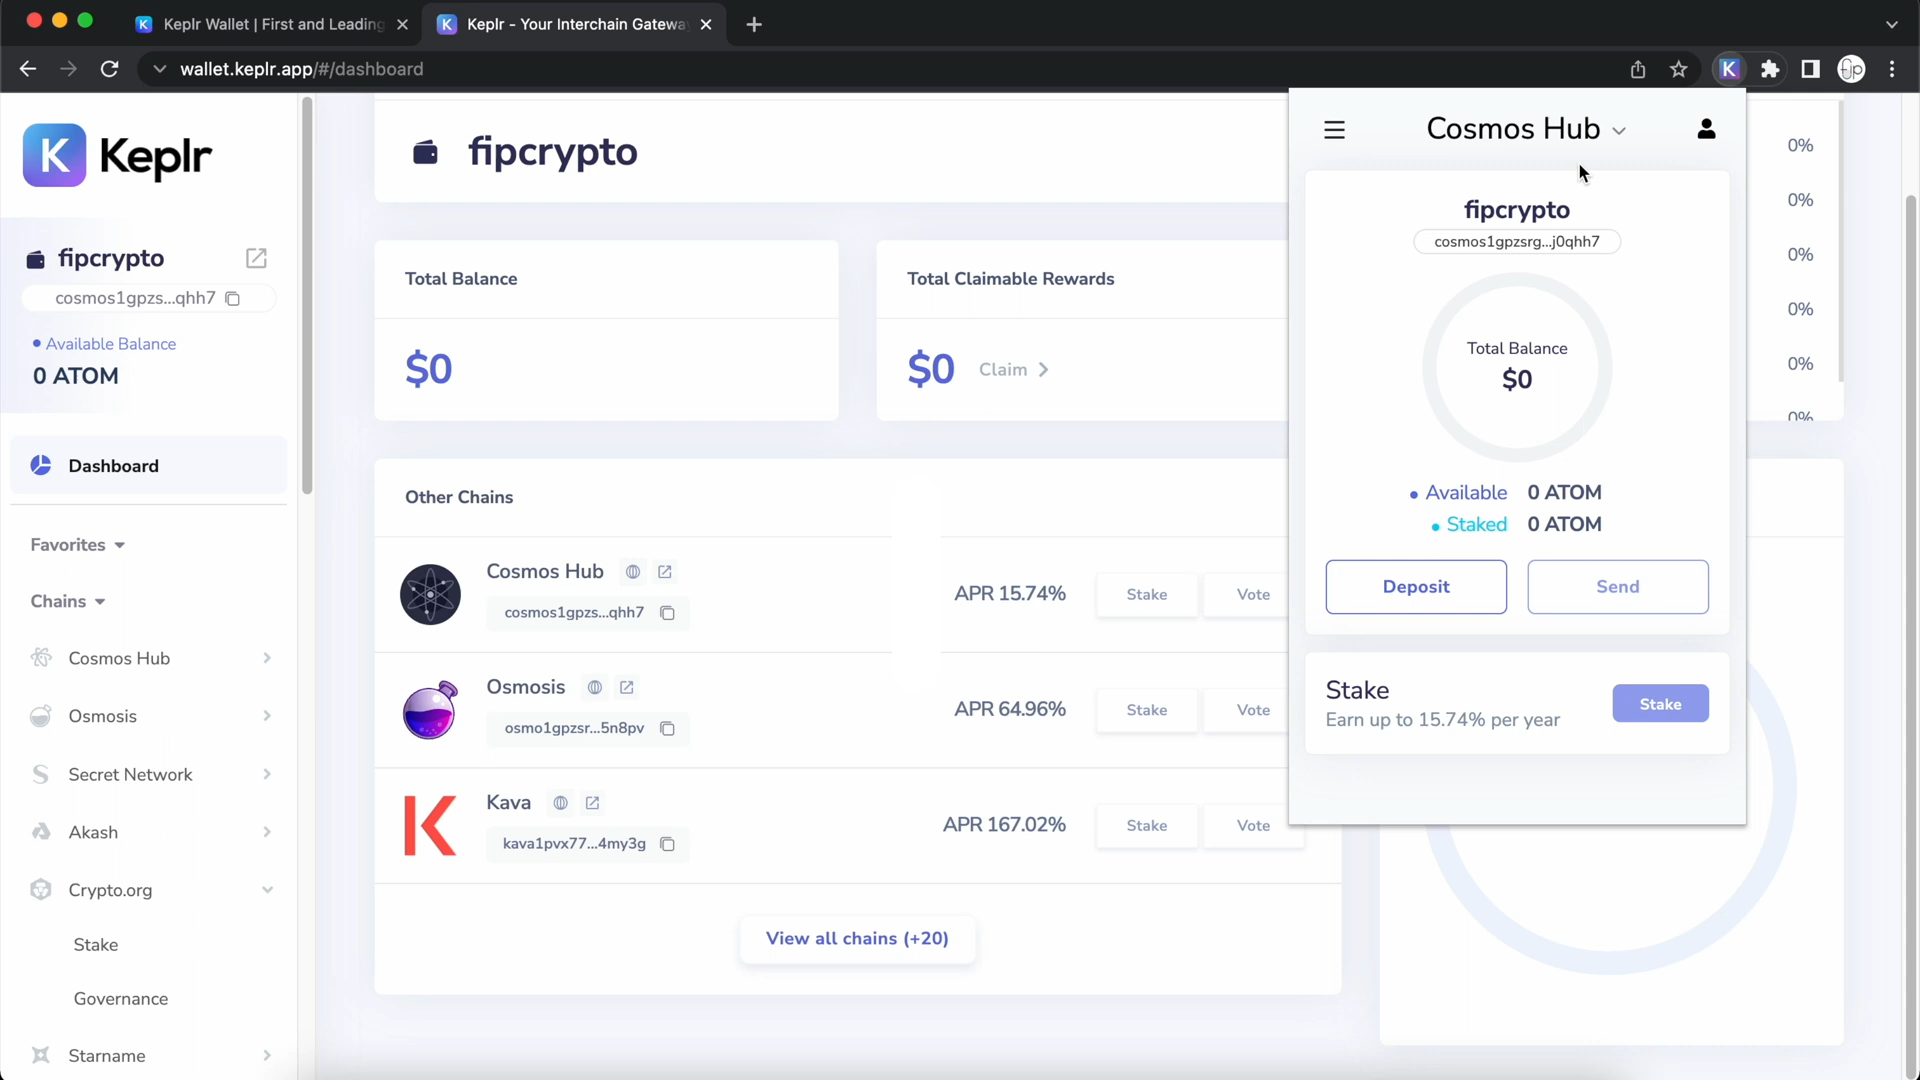 Keplr Wallet | First and Leading
Keplr - Your Interchain Gatewa
wallet.keplr.app/#/dashboard
Keplr
fipcrypto
cosmos1gpzs...qhh7
Available Balance
0 ATOM
Dashboard
Favorites
Chains
Cosmos Hub
Osmosis
Secret Network
Akash
Crypto.org
Stake
Governance
Starname
fipcrypto
Total Balance
$0
Total Claimable Rewards
$0 Claim
Other Chains
Cosmos Hub
cosmos1gpzs...qhh7
APR 15.74% Stake Vote
Osmosis
osmo1gpzsr...5n8pv
APR 64.96% Stake Vote
Kava
kava1pvx77...4my3g
APR 167.02% Stake Vote
View all chains (+20)
Cosmos Hub
fipcrypto
cosmos1gpzsrg...j0qhh7
Total Balance
$0
Available 0 ATOM
Staked 0 ATOM
Deposit Send
Stake
Earn up to 15.74% per year
Stake
0%
0%
0%
0%
0%
0%